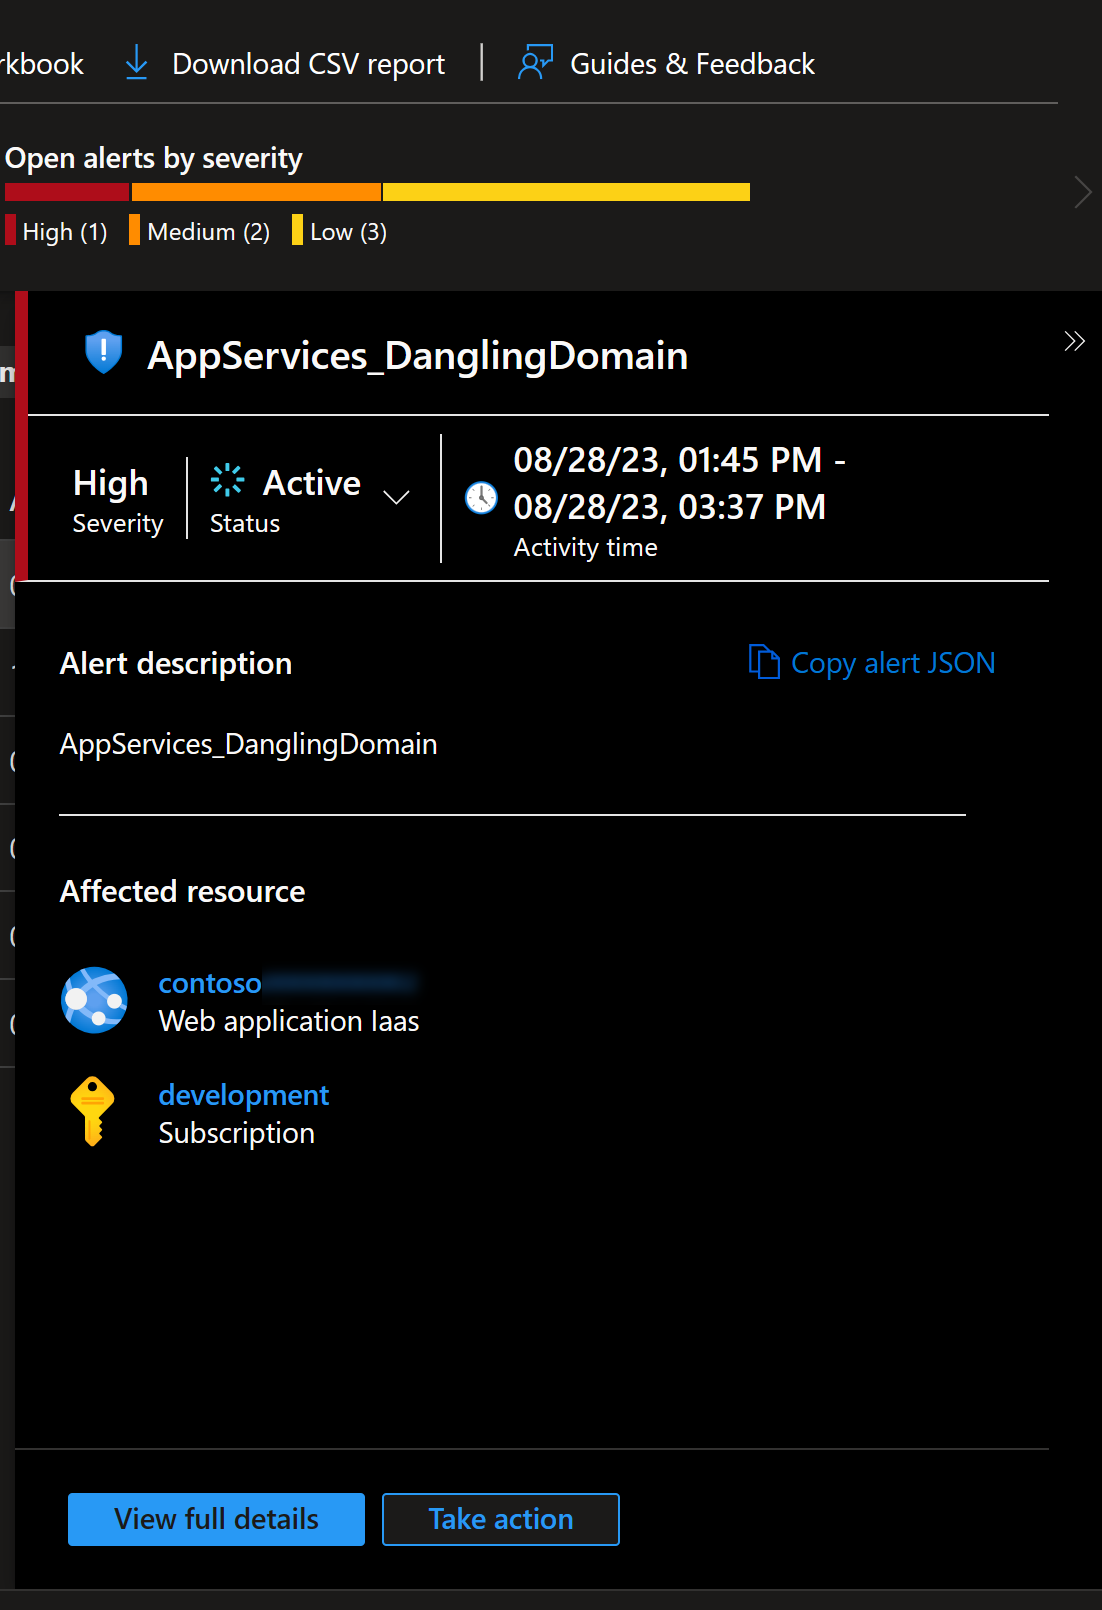 Download CSV report
Guides & Feedback
Open alerts by severity
High (1) Medium (2) Low (3)
AppServices_DanglingDomain
High
Severity
Active
Status
08/28/23, 01:45 PM -
08/28/23, 03:37 PM
Activity time
Alert description
Copy alert JSON
AppServices_DanglingDomain
Affected resource
contoso
Web application Iaas
development
Subscription
View full details
Take action